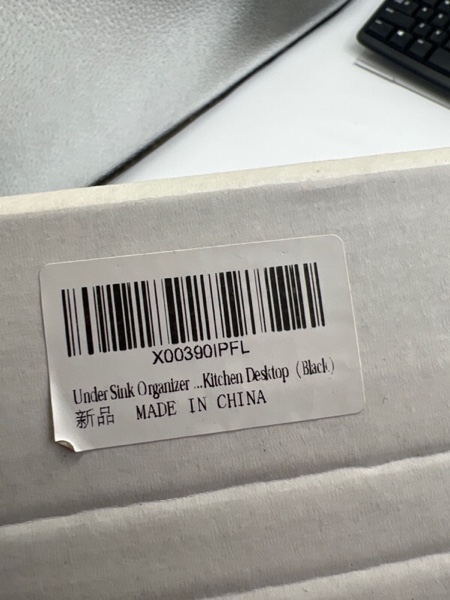 X00390IPFL
Under Sink Organizer ...Kitchen Desktop (Black)
新品 MADE IN CHINA